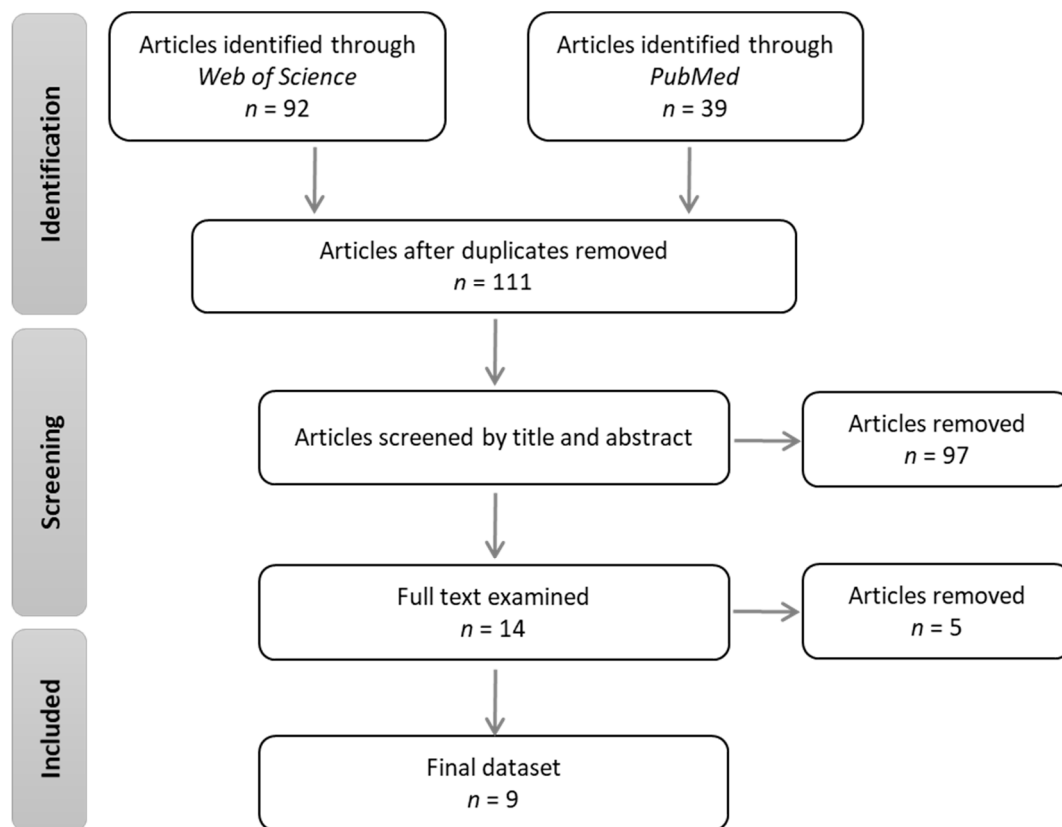 Identification
Articles identified through
Web of Science
n = 92
Articles identified through
PubMed
n = 39
Articles after duplicates removed
n = 111
Screening
Articles screened by title and abstract
Articles removed
n = 97
Full text examined
n = 14
Articles removed
n = 5
Included
Final dataset
n = 9